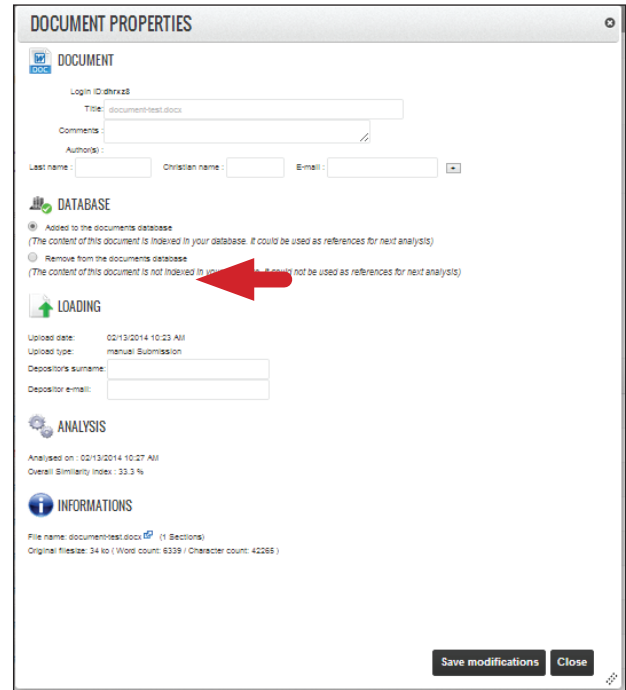 DOCUMENT PROPERTIES
DOC
DOCUMENT
Login ID:dhrxz8
Title: document-test.docx
Comments :
Author(s) :
Last name : Christian name : E-mail :
DATABASE
Added to the documents database
(The content of this document is indexed in your database. It could be used as references for next analysis)
Remove from the documents database
(The content of this document is not indexed in your It could not be used as references for next analysis)
LOADING
Upload date: 02/13/2014 10:23 AM
Upload type: manual Submission
Depositor's surname:
Depositor e-mail:
ANALYSIS
Analysed on : 02/13/2014 10:27 AM
Overall Similarity Index : 33.3 %
INFORMATIONS
File name: document-test.docx (1 Sections)
Original filesize: 34 ko ( Word count: 6339 / Character count: 42265 )
Save modifications Close